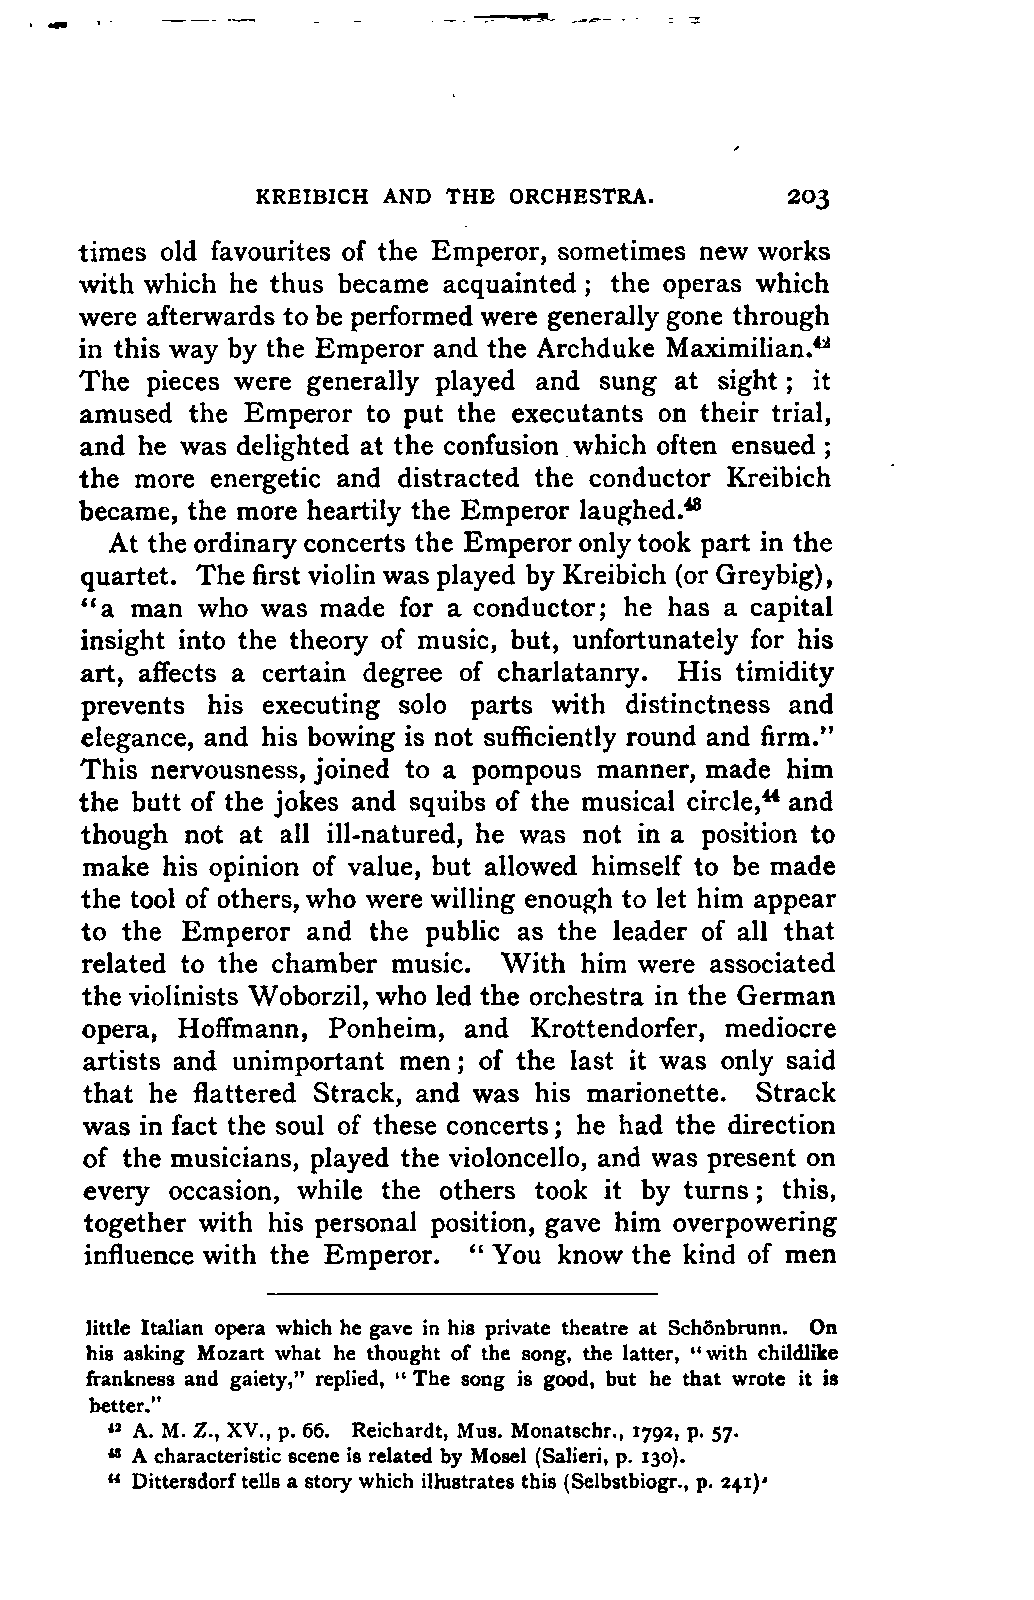 KREIBICH AND THE ORCHESTRA. 203
times old favourites of the Emperor, sometimes new works
with which he thus became acquainted ; the operas which
were afterwards to be performed were generally gone through
in this way by the Emperor and the Archduke Maximilian.⁴²
The pieces were generally played and sung at sight ; it
amused the Emperor to put the executants on their trial,
and he was delighted at the confusion which often ensued ;
the more energetic and distracted the conductor Kreibich
became, the more heartily the Emperor laughed.⁴³
At the ordinary concerts the Emperor only took part in the
quartet. The first violin was played by Kreibich (or Greybig),
“a man who was made for a conductor; he has a capital
insight into the theory of music, but, unfortunately for his
art, affects a certain degree of charlatanry. His timidity
prevents his executing solo parts with distinctness and
elegance, and his bowing is not sufficiently round and firm.”
This nervousness, joined to a pompous manner, made him
the butt of the jokes and squibs of the musical circle,⁴⁴ and
though not at all ill-natured, he was not in a position to
make his opinion of value, but allowed himself to be made
the tool of others, who were willing enough to let him appear
to the Emperor and the public as the leader of all that
related to the chamber music. With him were associated
the violinists Woborzil, who led the orchestra in the German
opera, Hoffmann, Ponheim, and Krottendorfer, mediocre
artists and unimportant men ; of the last it was only said
that he flattered Strack, and was his marionette. Strack
was in fact the soul of these concerts ; he had the direction
of the musicians, played the violoncello, and was present on
every occasion, while the others took it by turns ; this,
together with his personal position, gave him overpowering
influence with the Emperor. “ You know the kind of men
little Italian opera which he gave in his private theatre at Schönbrunn. On
his asking Mozart what he thought of the song, the latter, “with childlike
frankness and gaiety,” replied, “ The song is good, but he that wrote it is
better.”
⁴² A. M. Z., XV., p. 66. Reichardt, Mus. Monatschr., 1792, p. 57.
⁴³ A characteristic scene is related by Mosel (Salieri, p. 130).
⁴⁴ Dittersdorf tells a story which illustrates this (Selbstbiogr., p. 241).